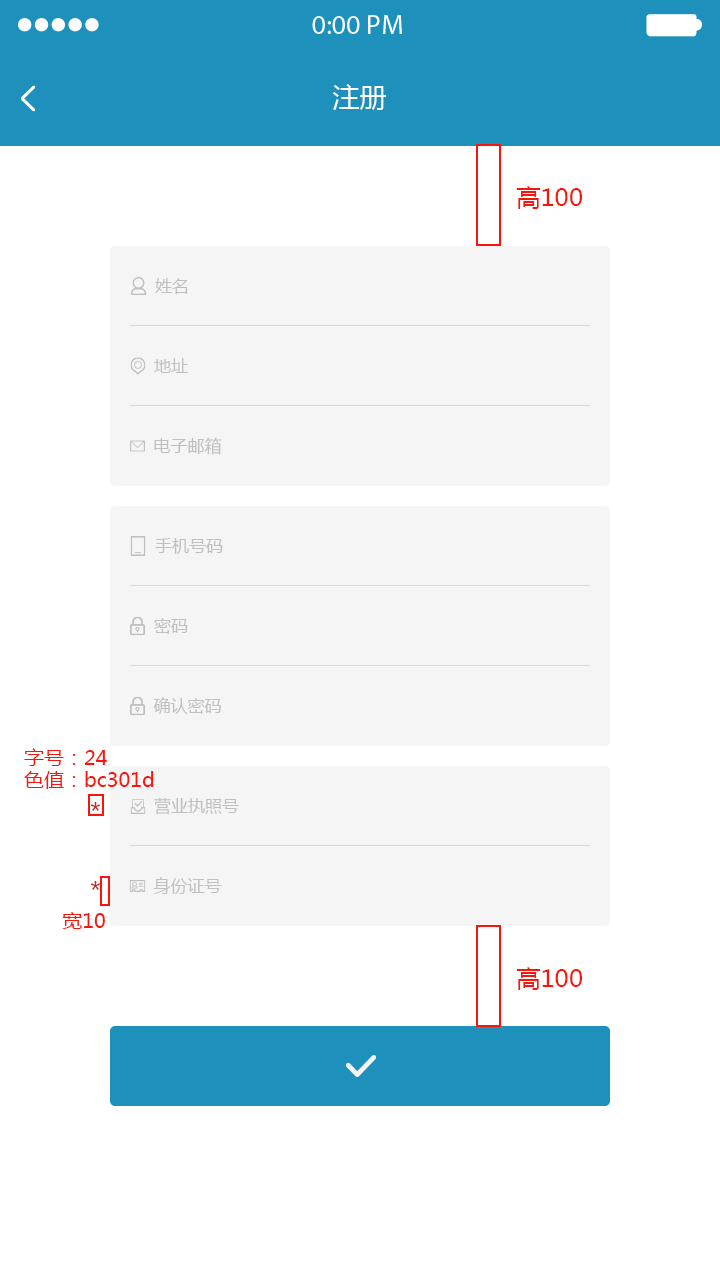 0:00 PM
注册
高100
姓名
地址
电子邮箱
手机号码
密码
确认密码
字号：24
色值：bc301d
* 营业执照号
* 身份证号
宽10
高100